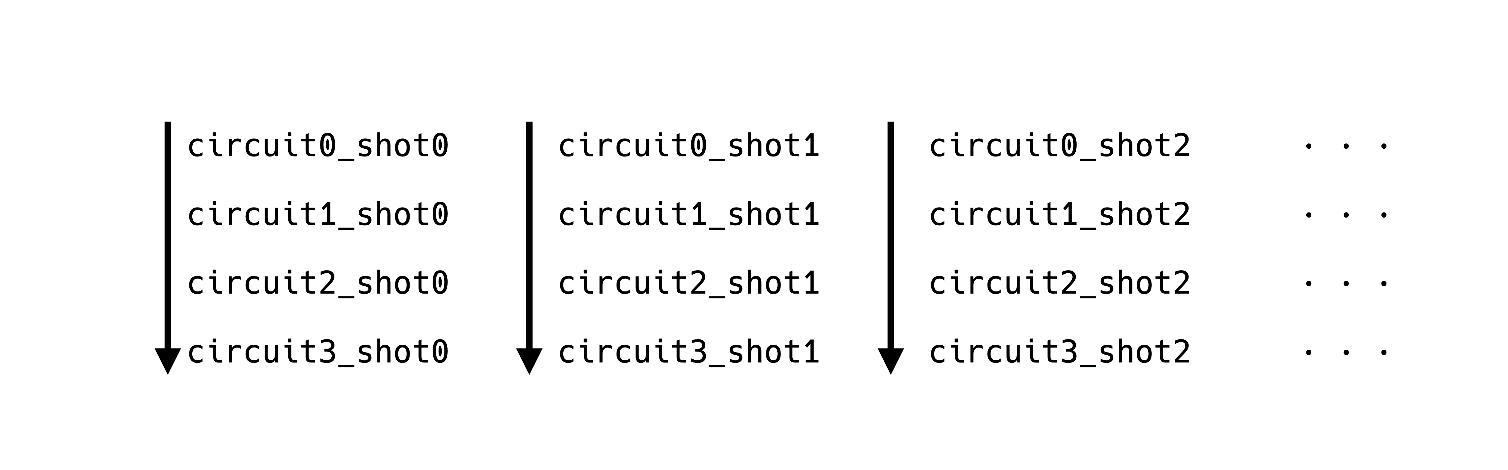 circuit0_shot0 circuit0_shot1 circuit0_shot2 . . .
circuit1_shot0 circuit1_shot1 circuit1_shot2 . . .
circuit2_shot0 circuit2_shot1 circuit2_shot2 . . .
circuit3_shot0 circuit3_shot1 circuit3_shot2 . . .